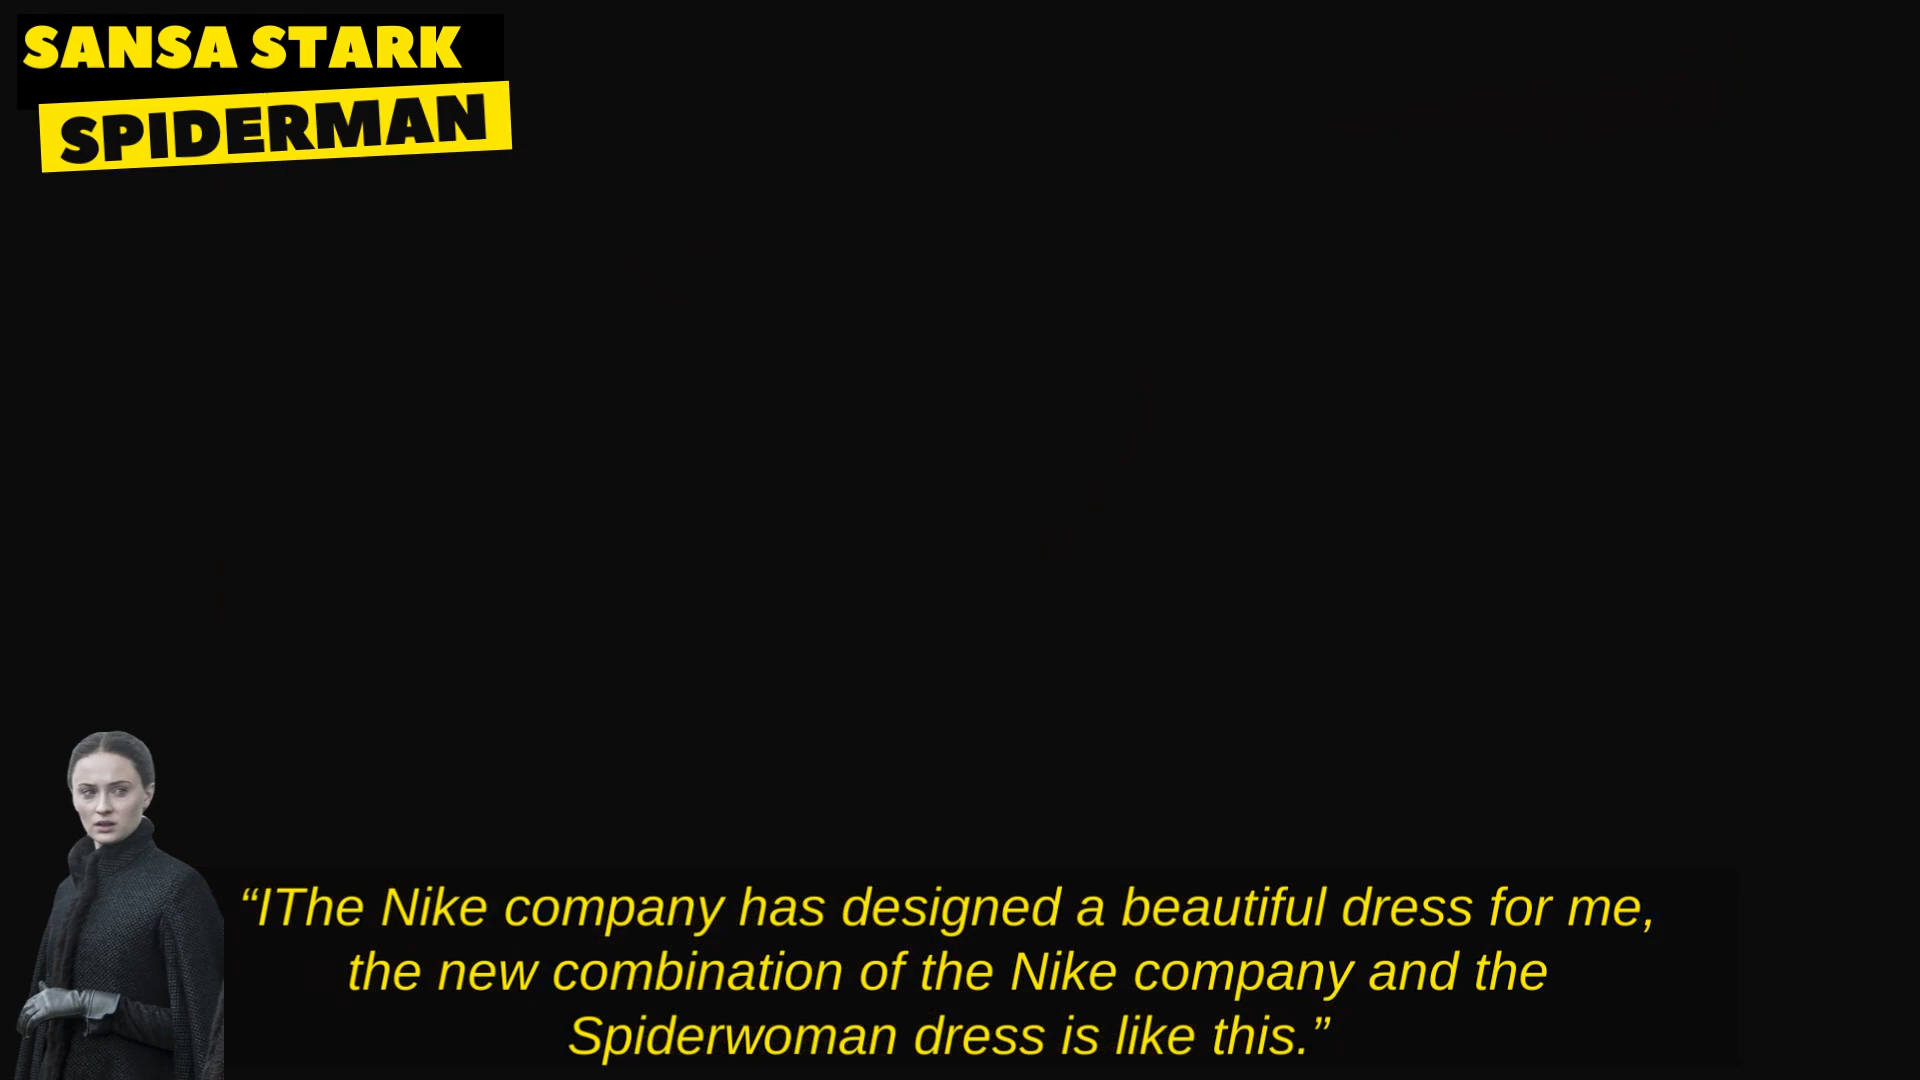 SANSA STARK
SPIDERMAN
“IThe Nike company has designed a beautiful dress for me,
the new combination of the Nike company and the
Spiderwoman dress is like this.”